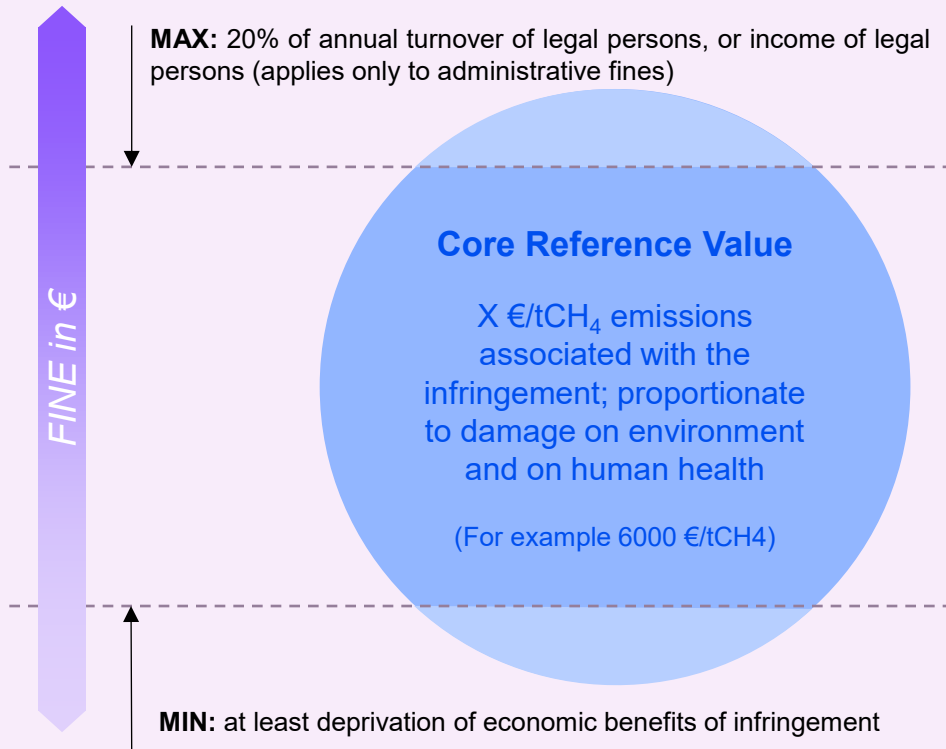 MAX: 20% of annual turnover of legal persons, or income of legal
persons (applies only to administrative fines)
FINE in €
Core Reference Value
X €/tCH₄ emissions
associated with the
infringement; proportionate
to damage on environment
and on human health
(For example 6000 €/tCH4)
MIN: at least deprivation of economic benefits of infringement